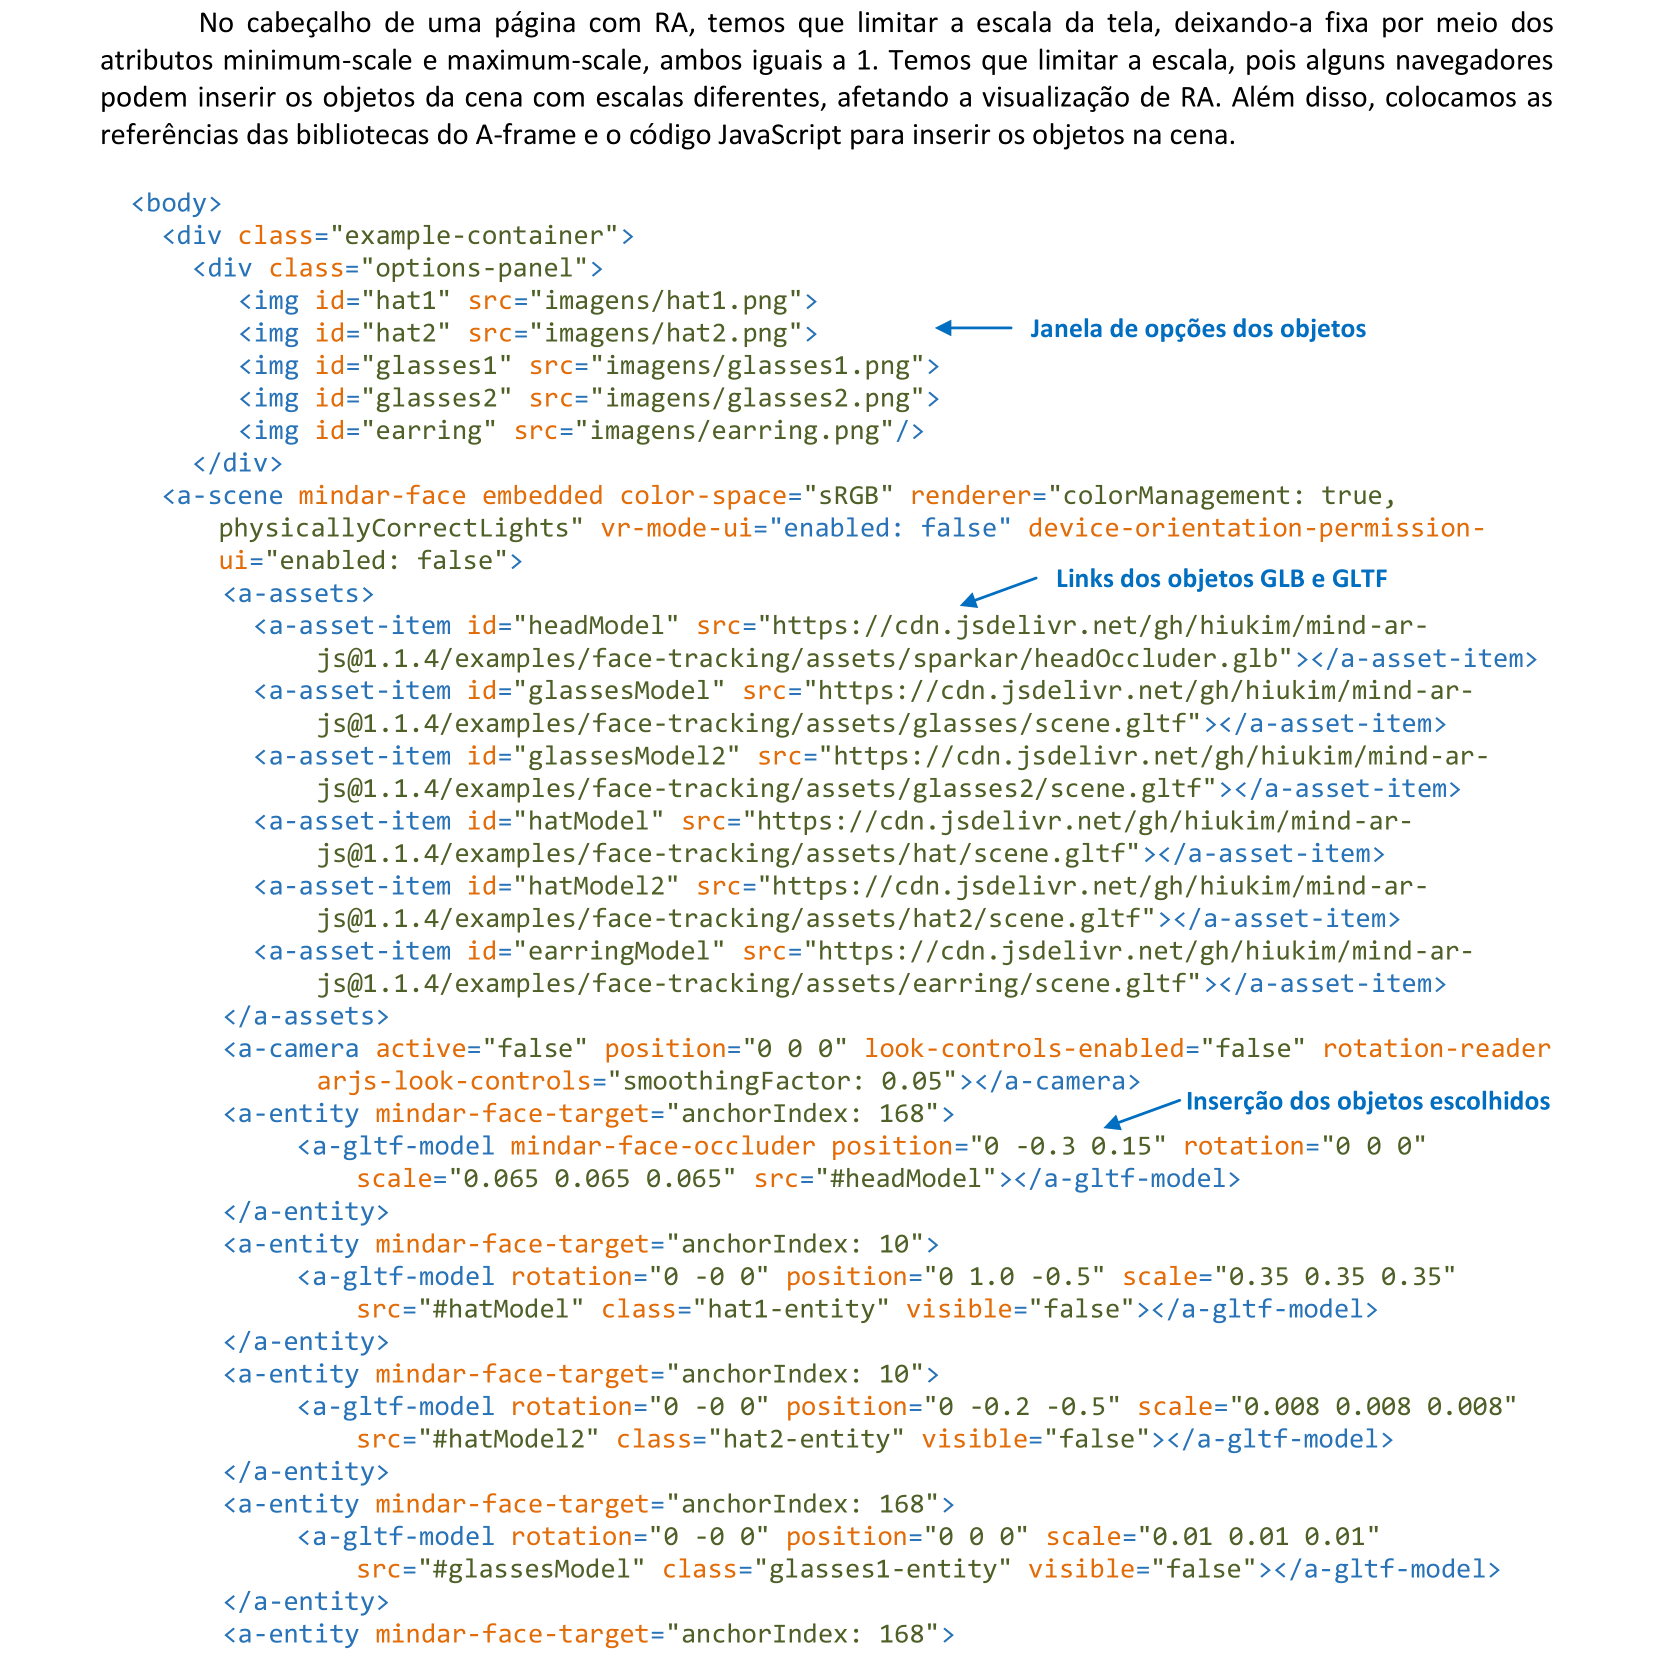 No cabeçalho de uma página com RA, temos que limitar a escala da tela, deixando-a fixa por meio dos
atributos minimum-scale e maximum-scale, ambos iguais a 1. Temos que limitar a escala, pois alguns navegadores
podem inserir os objetos da cena com escalas diferentes, afetando a visualização de RA. Além disso, colocamos as
referências das bibliotecas do A-frame e o código JavaScript para inserir os objetos na cena.
<body>
<div class="example-container">
<div class="options-panel">
<img id="hat1" src="imagens/hat1.png">
<img id="hat2" src="imagens/hat2.png">
Janela de opções dos objetos
<img id="glasses1" src="imagens/glasses1.png">
<img id="glasses2" src="imagens/glasses2.png">
<img id="earring" src="imagens/earring.png"/>
</div>
<a-scene mindar-face embedded color-space="sRGB" renderer="colorManagement: true,
physicallyCorrectLights" vr-mode-ui="enabled: false" device-orientation-permission-
ui="enabled: false">
Links dos objetos GLB e GLTF
<a-assets>
<a-asset-item id="headModel" src="https://cdn.jsdelivr.net/gh/hiukim/mind-ar-
js@1.1.4/examples/face-tracking/assets/sparkar/headOccluder.glb"></a-asset-item>
<a-asset-item id="glassesModel" src="https://cdn.jsdelivr.net/gh/hiukim/mind-ar-
js@1.1.4/examples/face-tracking/assets/glasses/scene.gltf"></a-asset-item>
<a-asset-item id="glassesModel2" src="https://cdn.jsdelivr.net/gh/hiukim/mind-ar-
js@1.1.4/examples/face-tracking/assets/glasses2/scene.gltf"></a-asset-item>
<a-asset-item id="hatModel" src="https://cdn.jsdelivr.net/gh/hiukim/mind-ar-
js@1.1.4/examples/face-tracking/assets/hat/scene.gltf"></a-asset-item>
<a-asset-item id="hatModel2" src="https://cdn.jsdelivr.net/gh/hiukim/mind-ar-
js@1.1.4/examples/face-tracking/assets/hat2/scene.gltf"></a-asset-item>
<a-asset-item id="earringModel" src="https://cdn.jsdelivr.net/gh/hiukim/mind-ar-
js@1.1.4/examples/face-tracking/assets/earring/scene.gltf"></a-asset-item>
</a-assets>
<a-camera active="false" position="0 0 0" look-controls-enabled="false" rotation-reader
arjs-look-controls="smoothingFactor: 0.05"></a-camera>
Inserção dos objetos escolhidos
<a-entity mindar-face-target="anchorIndex: 168">
<a-gltf-model mindar-face-occluder position="0 -0.3 0.15" rotation="0 0 0"
scale="0.065 0.065 0.065" src="#headModel"></a-gltf-model>
</a-entity>
<a-entity mindar-face-target="anchorIndex: 10">
<a-gltf-model rotation="0 -0 0" position="0 1.0 -0.5" scale="0.35 0.35 0.35"
src="#hatModel" class="hat1-entity" visible="false"></a-gltf-model>
</a-entity>
<a-entity mindar-face-target="anchorIndex: 10">
<a-gltf-model rotation="0 -0 0" position="0 -0.2 -0.5" scale="0.008 0.008 0.008"
src="#hatModel2" class="hat2-entity" visible="false"></a-gltf-model>
</a-entity>
<a-entity mindar-face-target="anchorIndex: 168">
<a-gltf-model rotation="0 -0 0" position="0 0 0" scale="0.01 0.01 0.01"
src="#glassesModel" class="glasses1-entity" visible="false"></a-gltf-model>
</a-entity>
<a-entity mindar-face-target="anchorIndex: 168">